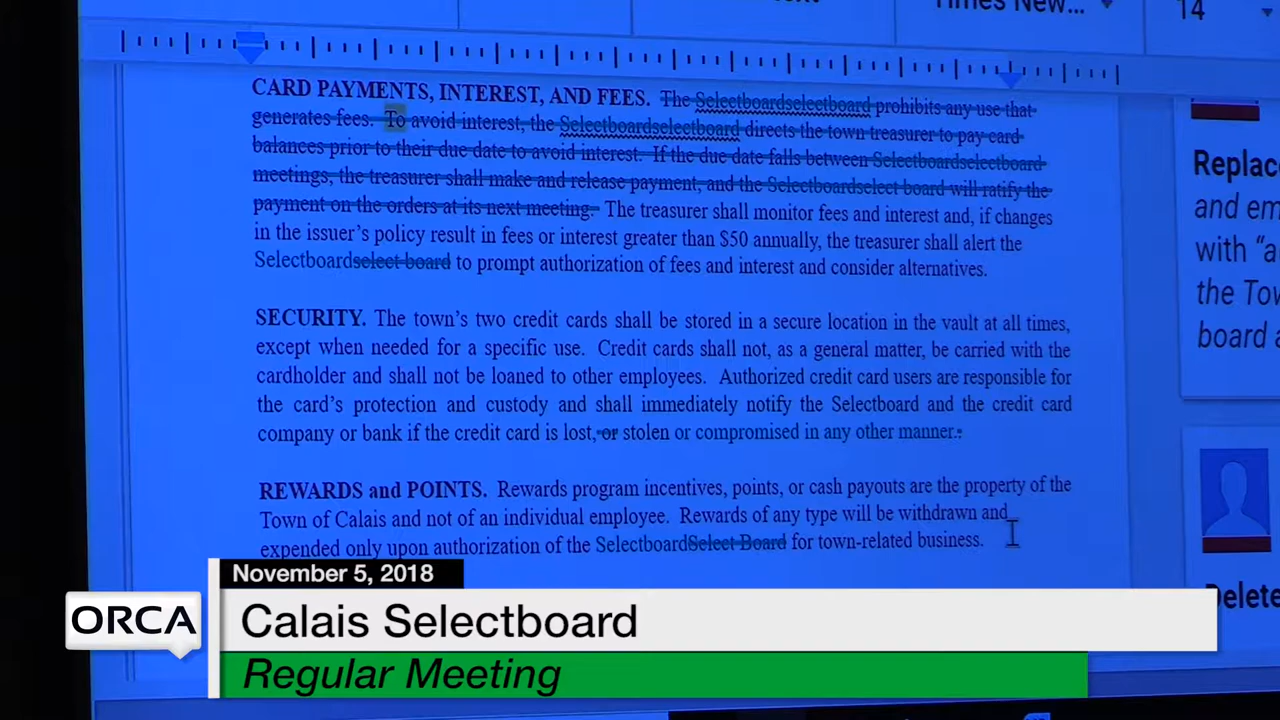 Times New...
14
CARD PAYMENTS, INTEREST, AND FEES. The Selectboardselectboard prohibits any use that
generates fees. To avoid interest, the Selectboardselectboard directs the town treasurer to pay card
balances prior to their due date to avoid interest. If the due date falls between Selectboardselectboard
meetings, the treasurer shall make and release payment, and the Selectboardselect board will ratify the
payment on the orders at its next meeting. The treasurer shall monitor fees and interest and, if changes
in the issuer's policy result in fees or interest greater than $50 annually, the treasurer shall alert the
Selectboardselect board to prompt authorization of fees and interest and consider alternatives.
SECURITY. The town's two credit cards shall be stored in a secure location in the vault at all times,
except when needed for a specific use. Credit cards shall not, as a general matter, be carried with the
cardholder and shall not be loaned to other employees. Authorized credit card users are responsible for
the card's protection and custody and shall immediately notify the Selectboard and the credit card
company or bank if the credit card is lost, or stolen or compromised in any other manner.:
REWARDS and POINTS. Rewards program incentives, points, or cash payouts are the property of the
Town of Calais and not of an individual employee. Rewards of any type will be withdrawn and
expended only upon authorization of the SelectboardSelect Board for town-related business.
Replac
and em
with "a
the Tow
board a
Delete
November 5, 2018
ORCA
Calais Selectboard
Regular Meeting